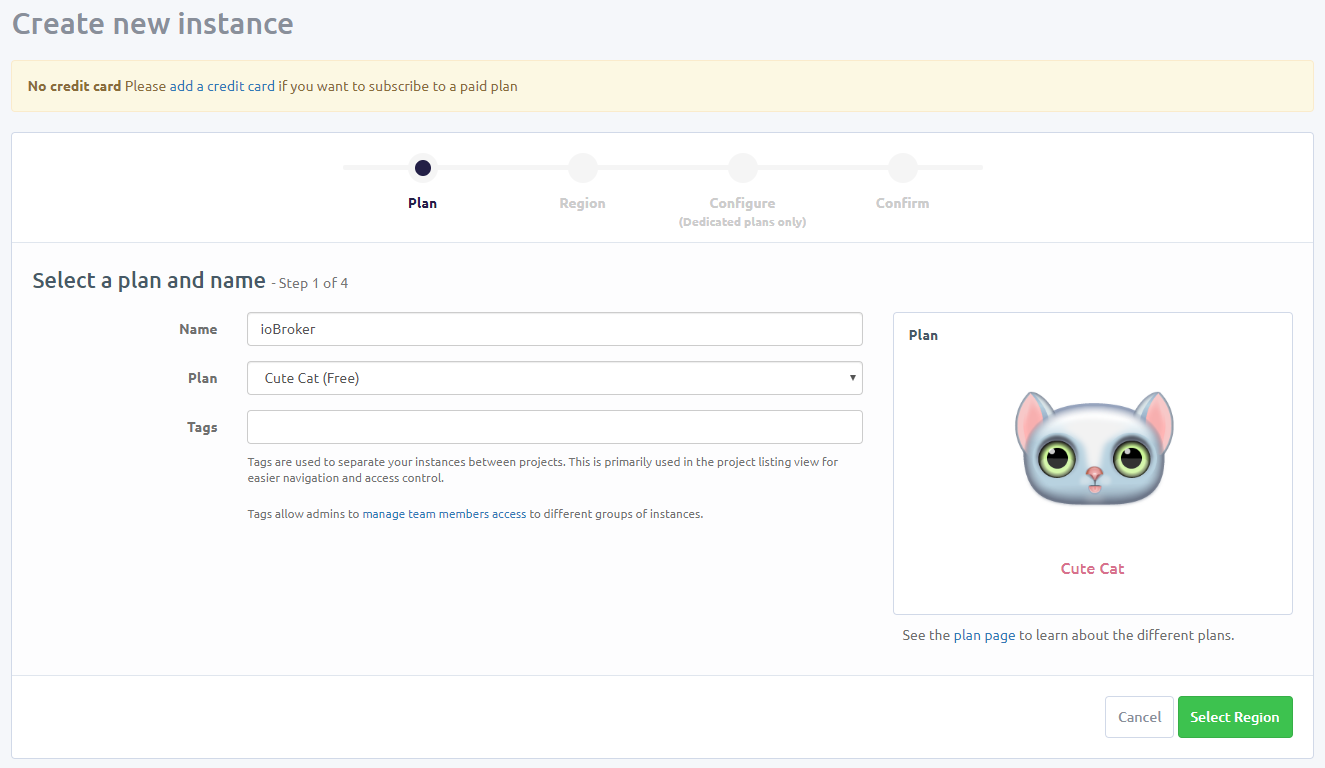 Create new instance
No credit card Please add a credit card if you want to subscribe to a paid plan
Plan
Region
Configure
(Dedicated plans only)
Confirm
Select a plan and name - Step 1 of 4
Name
ioBroker
Plan
Cute Cat (Free)
Tags
Tags are used to separate your instances between projects. This is primarily used in the project listing view for
easier navigation and access control.
Tags allow admins to manage team members access to different groups of instances.
Plan
Cute Cat
See the plan page to learn about the different plans.
Cancel
Select Region